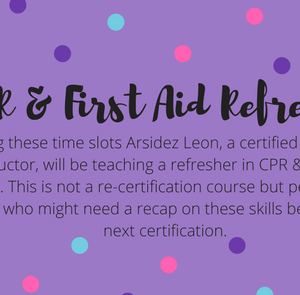 R & First Aid Refre
g these time slots Arsidez Leon, a certified
uctor, will be teaching a refresher in CPR &
. This is not a re-certification course but pe
who might need a recap on these skills be
next certification.